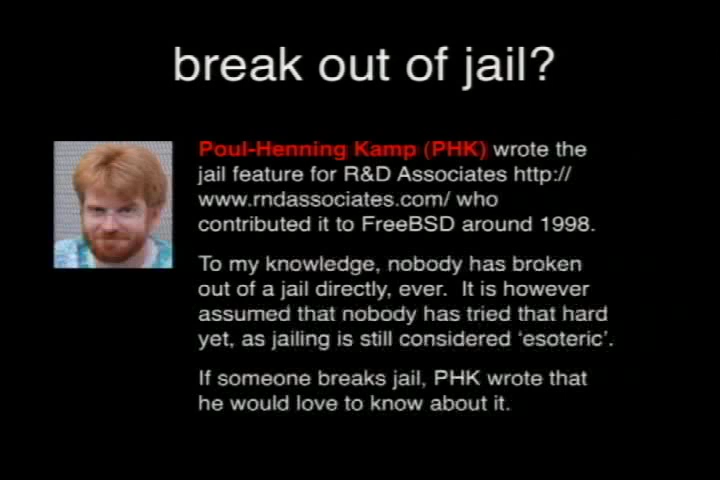 break out of jail?
Poul-Henning Kamp (PHK) wrote the
jail feature for R&D Associates http://
www.rndassociates.com/ who
contributed it to FreeBSD around 1998.
To my knowledge, nobody has broken
out of a jail directly, ever.  It is however
assumed that nobody has tried that hard
yet, as jailing is still considered ‘esoteric’.
If someone breaks jail, PHK wrote that
he would love to know about it.